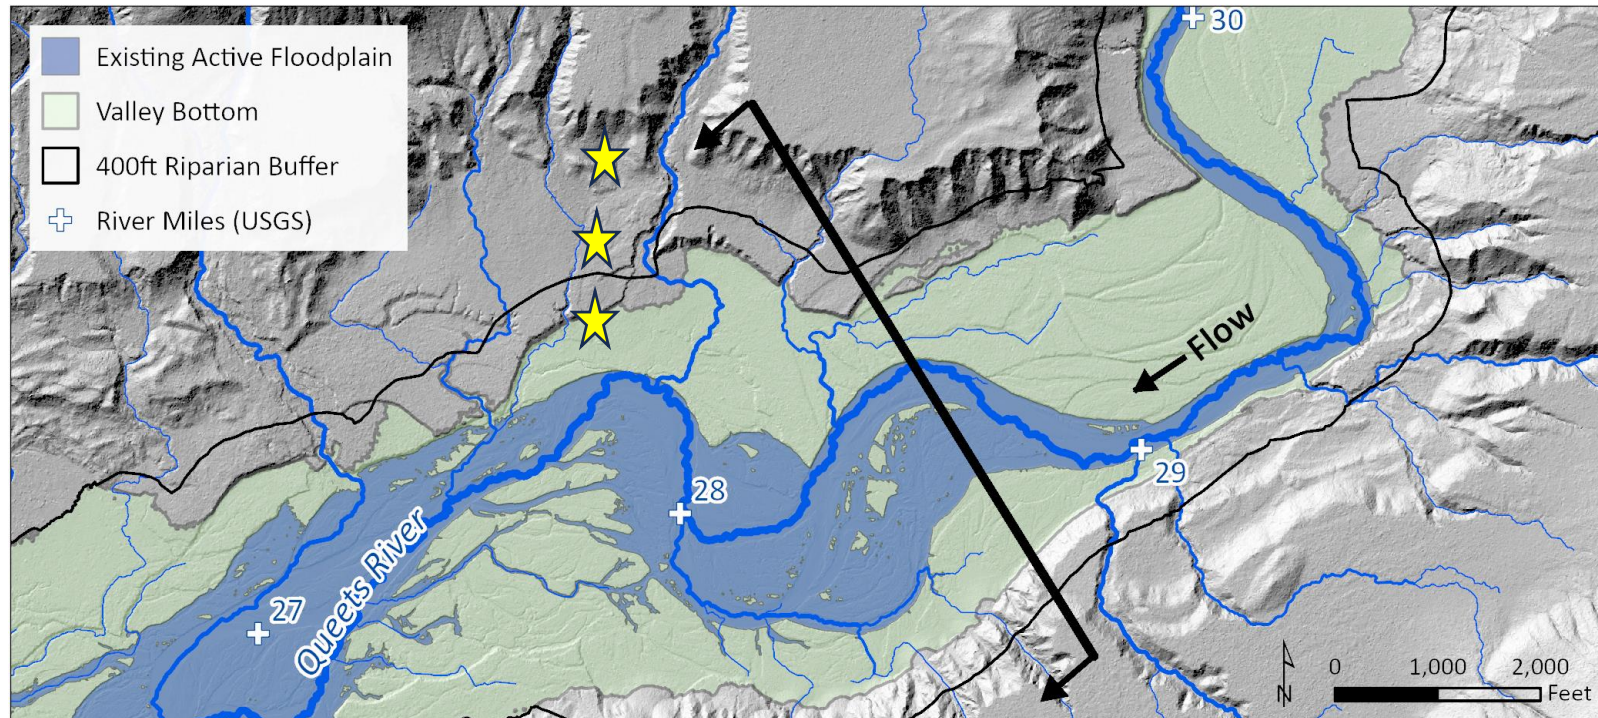 Existing Active Floodplain
Valley Bottom
400ft Riparian Buffer
River Miles (USGS)
30
Flow
29
28
27
Queets River
N
0 1,000 2,000
Feet